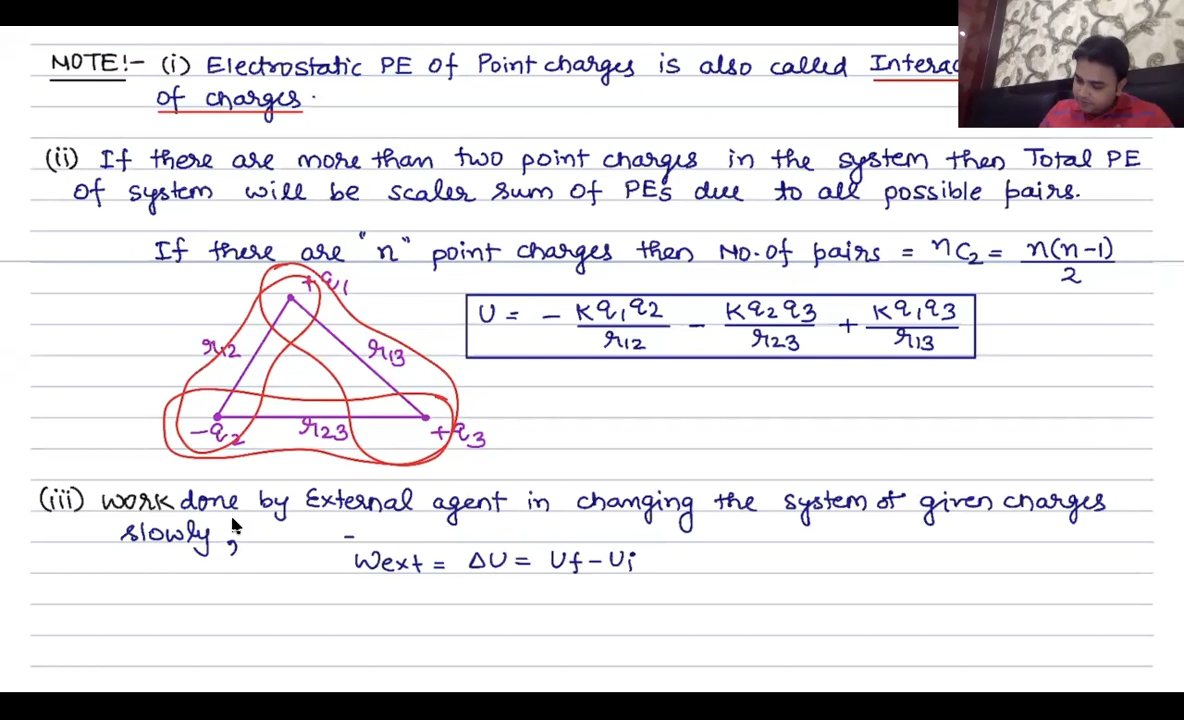 NOTE!- (i) Electrostatic PE of Point charges is also called
of charges.
(ii) If there are more than two point charges in the system then Total PE
of system will be scaler sum of PEs due to all possible pairs.
If there are "n" point charges then No. of pairs = nC₂ = n(n-1)/2
+q₁
U = - Kq₁q₂/r₁₂ - Kq₂q₃/r₂₃ + Kq₁q₃/r₁₃
r₁₂ r₁₃
-q₂ r₂₃ +q₃
(iii) Work done by External agent in changing the system of given charges
slowly,
Wext = ΔU = Uf - Ui